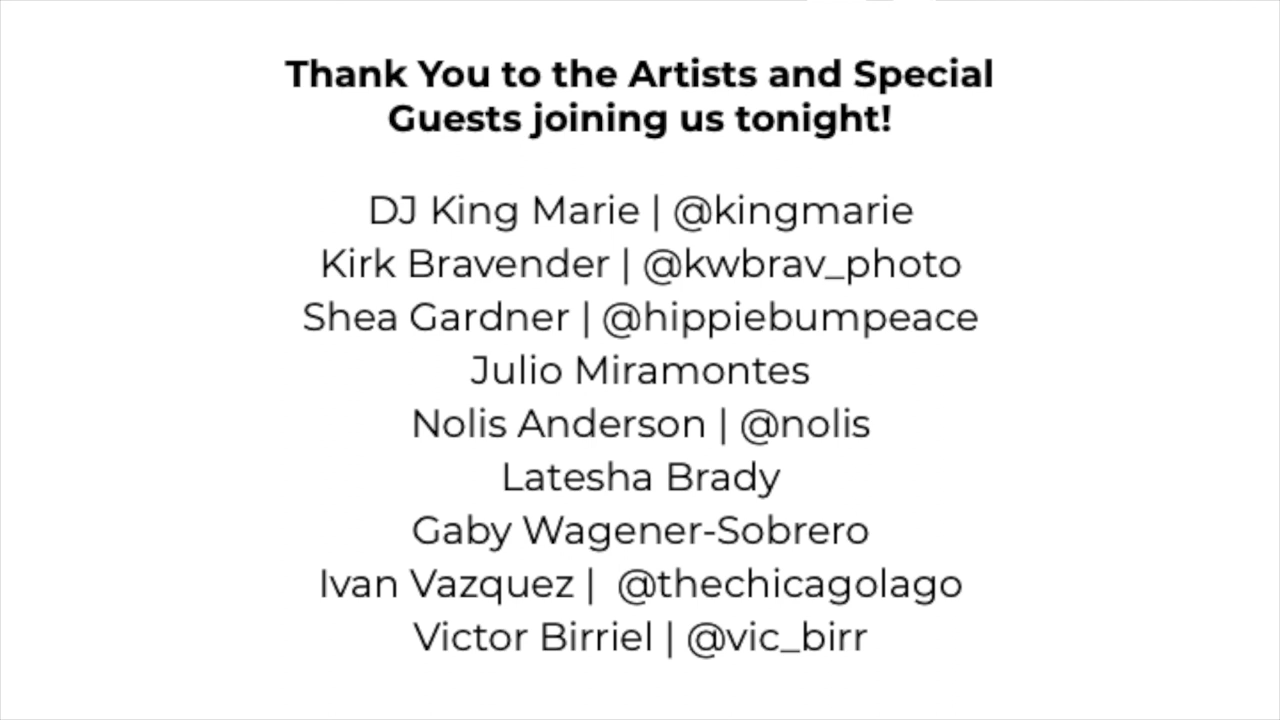 Thank You to the Artists and Special
Guests joining us tonight!
DJ King Marie | @kingmarie
Kirk Bravender | @kwbrav_photo
Shea Gardner | @hippiebumpeace
Julio Miramontes
Nolis Anderson | @nolis
Latesha Brady
Gaby Wagener-Sobrero
Ivan Vazquez |  @thechicagolago
Victor Birriel | @vic_birr